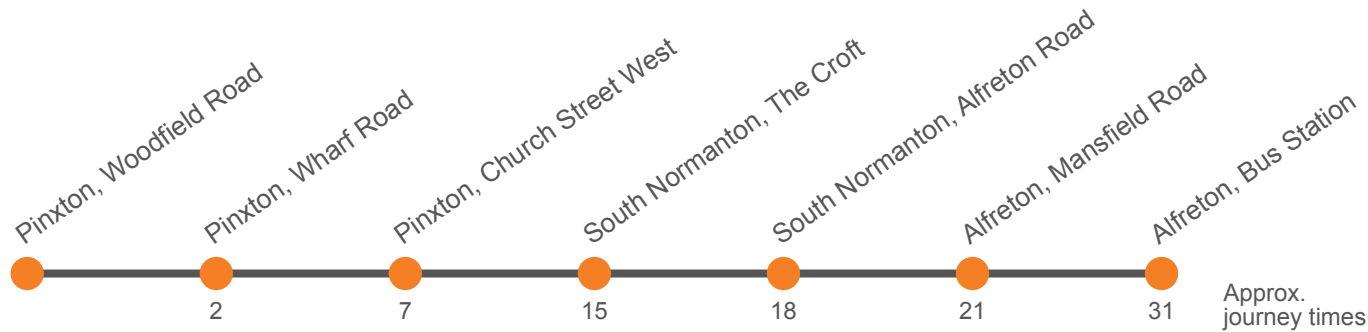 Pinxton, Woodfield Road
Pinxton, Wharf Road
Pinxton, Church Street West
South Normanton, The Croft
South Normanton, Alfreton Road
Alfreton, Mansfield Road
Alfreton, Bus Station
2
7
15
18
21
31
Approx.
journey times